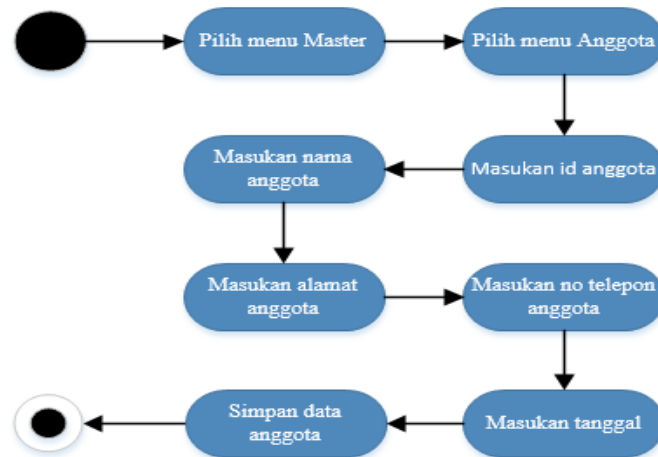 Pilih menu Master
Pilih menu Anggota
Masukan id anggota
Masukan nama
anggota
Masukan alamat
anggota
Masukan no telepon
anggota
Masukan tanggal
Simpan data
anggota